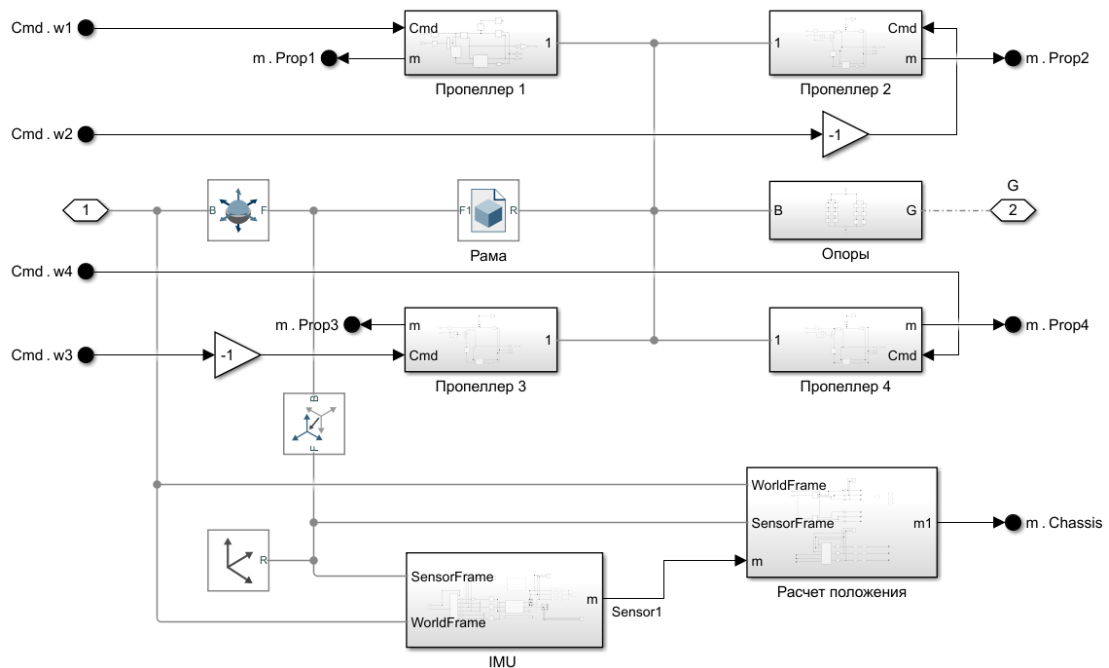 Cmd . w1
Cmd
m
1
m . Prop1
Пропеллер 1
1
Cmd
m
m . Prop2
Пропеллер 2
Cmd . w2
-1
1
B
F
F1
R
Рама
B
G
Опоры
G
2
Cmd . w4
m . Prop3
m
Cmd
1
Пропеллер 3
1
m
Cmd
m . Prop4
Пропеллер 4
Cmd . w3
-1
B
F
R
WorldFrame
SensorFrame
m
m1
m . Chassis
Расчет положения
SensorFrame
WorldFrame
m
Sensor1
IMU